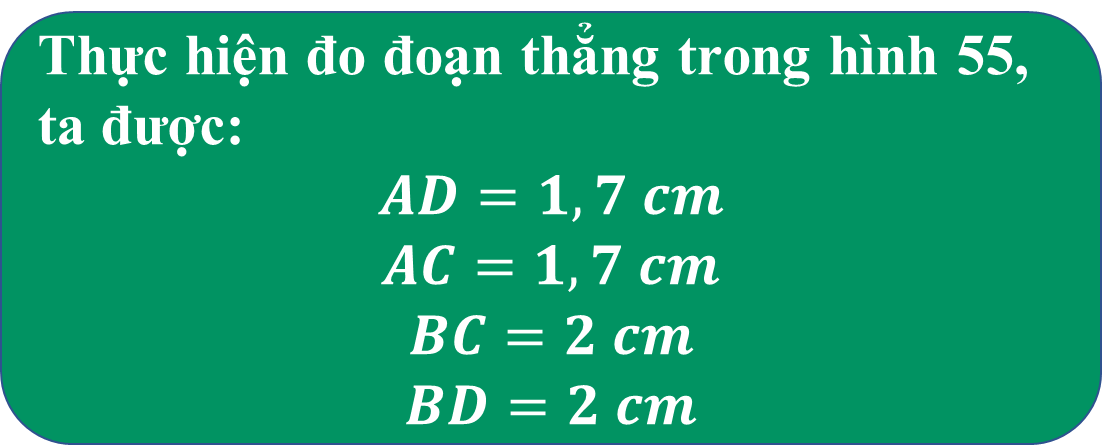 Thực hiện đo đoạn thẳng trong hình 55,
ta được:
AD = 1,7 cm
AC = 1,7 cm
BC = 2 cm
BD = 2 cm